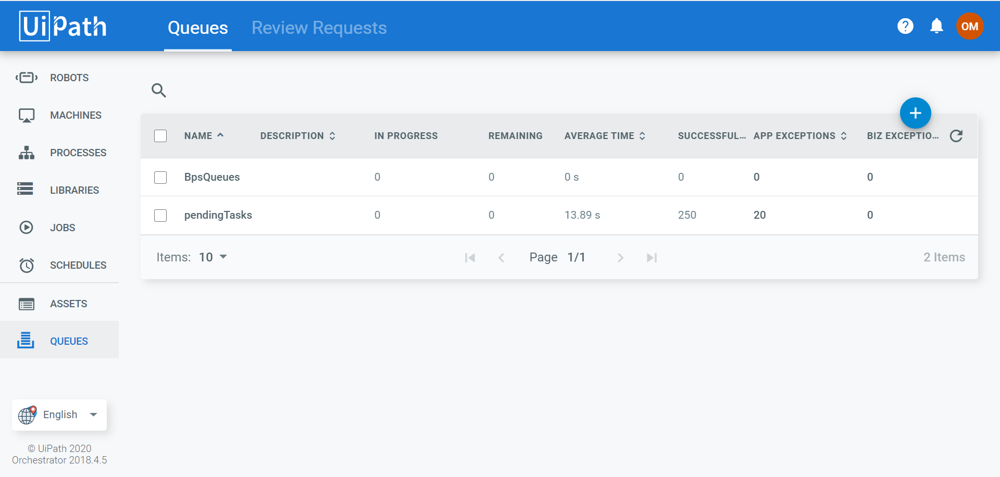 UiPath Queues Review Requests ? OM
ROBOTS
MACHINES
PROCESSES
LIBRARIES
JOBS
SCHEDULES
ASSETS
QUEUES
NAME DESCRIPTION IN PROGRESS REMAINING AVERAGE TIME SUCCESSFUL... APP EXCEPTIONS BIZ EXCEPTIO...
BpsQueues 0 0 0 s 0 0 0
pendingTasks 0 0 13.89 s 250 20 0
Items: 10 Page 1/1 2 Items
English
© UiPath 2020
Orchestrator 2018.4.5